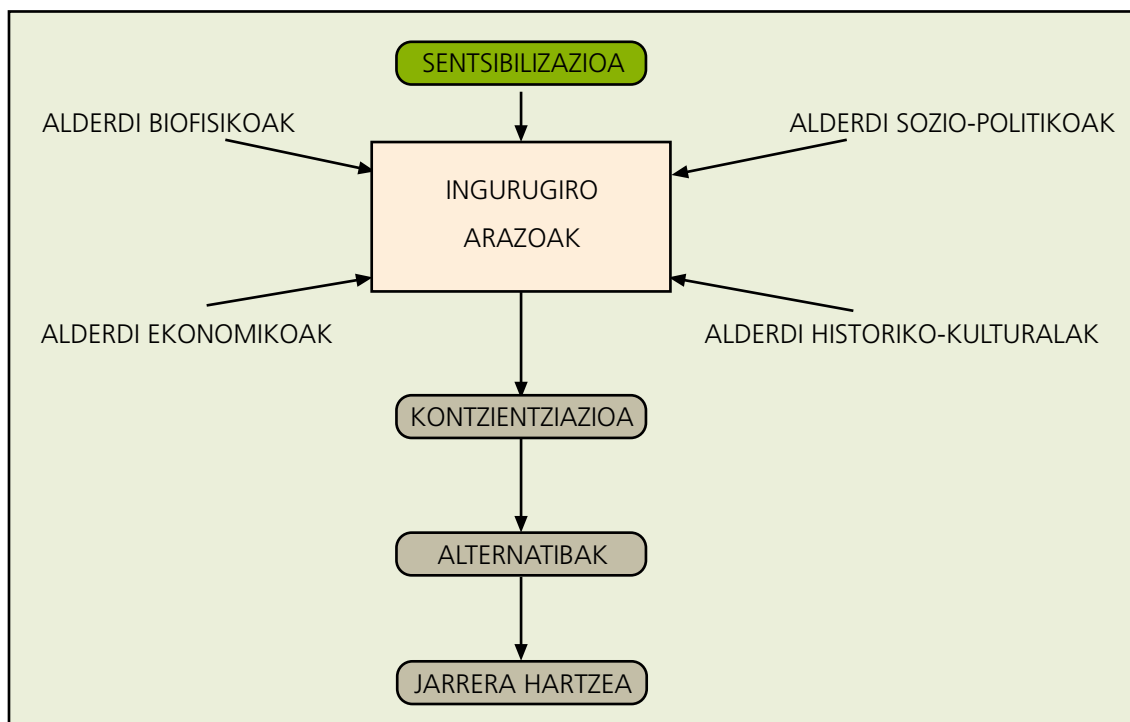 SENTSIBILIZAZIOA
ALDERDI BIOFISIKOAK
ALDERDI SOZIO-POLITIKOAK
INGURUGIRO
ARAZOAK
ALDERDI EKONOMIKOAK
ALDERDI HISTORIKO-KULTURALAK
KONTZIENTZIAZIOA
ALTERNATIBAK
JARRERA HARTZEA